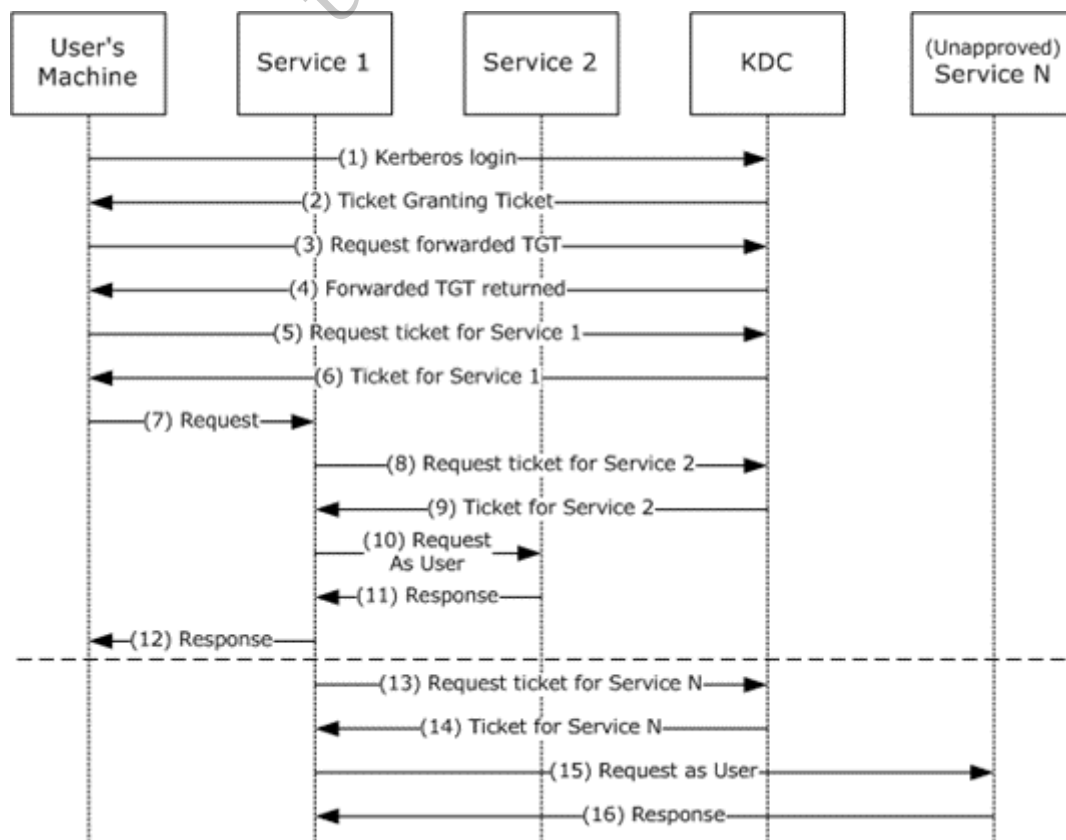 User's
Machine
Service 1
Service 2
KDC
(Unapproved)
Service N
(1) Kerberos login
(2) Ticket Granting Ticket
(3) Request forwarded TGT
(4) Forwarded TGT returned
(5) Request ticket for Service 1
(6) Ticket for Service 1
(7) Request
(8) Request ticket for Service 2
(9) Ticket for Service 2
(10) Request
As User
(11) Response
(12) Response
(13) Request ticket for Service N
(14) Ticket for Service N
(15) Request as User
(16) Response